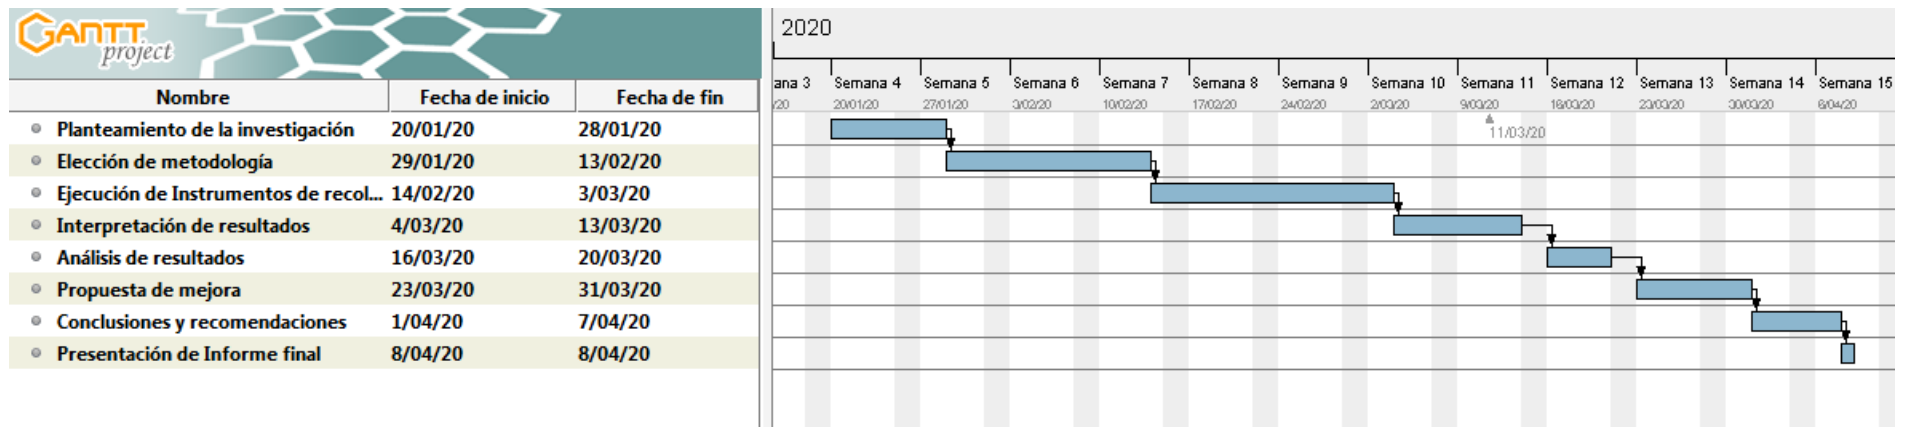 GANTT
project
2020
ana 3 Semana 4 Semana 5 Semana 6 Semana 7 Semana 8 Semana 9 Semana 10 Semana 11 Semana 12 Semana 13 Semana 14 Semana 15
/20 20/01/20 27/01/20 3/02/20 10/02/20 17/02/20 24/02/20 2/03/20 9/03/20 16/03/20 23/03/20 30/03/20 6/04/20
Nombre Fecha de inicio Fecha de fin
11/03/20
Planteamiento de la investigación 20/01/20 28/01/20
Elección de metodología 29/01/20 13/02/20
Ejecución de Instrumentos de recol... 14/02/20 3/03/20
Interpretación de resultados 4/03/20 13/03/20
Análisis de resultados 16/03/20 20/03/20
Propuesta de mejora 23/03/20 31/03/20
Conclusiones y recomendaciones 1/04/20 7/04/20
Presentación de Informe final 8/04/20 8/04/20